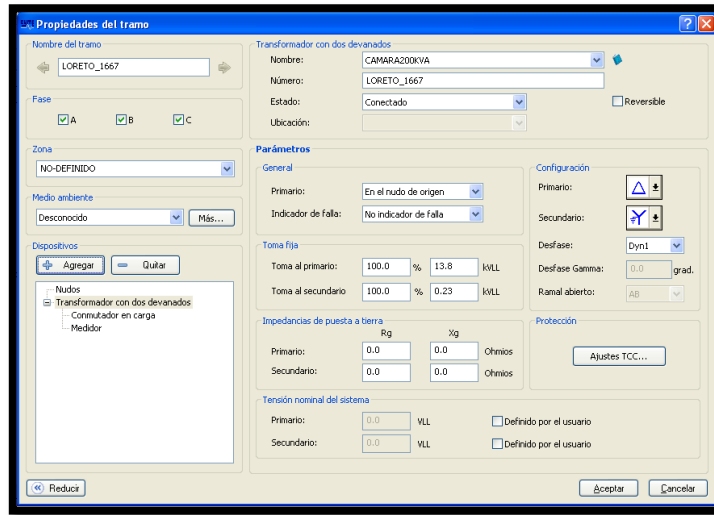 Propiedades del tramo
Nombre del tramo
LORETO_1667
Fase
A B C
Zona
NO-DEFINIDO
Medio ambiente
Desconocido Más...
Dispositivos
Agregar Quitar
Nudos
Transformador con dos devanados
Conmutador en carga
Medidor
Transformador con dos devanados
Nombre: CAMARA200KVA
Número: LORETO_1667
Estado: Conectado Reversible
Ubicación:
Parámetros
General
Primario: En el nudo de origen
Indicador de falla: No indicador de falla
Configuración
Primario:
Secundario:
Desfase: Dyn1
Desfase Gamma: 0.0 grad.
Ramal abierto: AB
Toma fija
Toma al primario: 100.0 % 13.8 kVLL
Toma al secundario 100.0 % 0.23 kVLL
Impedancias de puesta a tierra
Rg Xg
Primario: 0.0 0.0 Ohmios
Secundario: 0.0 0.0 Ohmios
Protección
Ajustes TCC...
Tensión nominal del sistema
Primario: 0.0 VLL Definido por el usuario
Secundario: 0.0 VLL Definido por el usuario
Reducir
Aceptar Cancelar